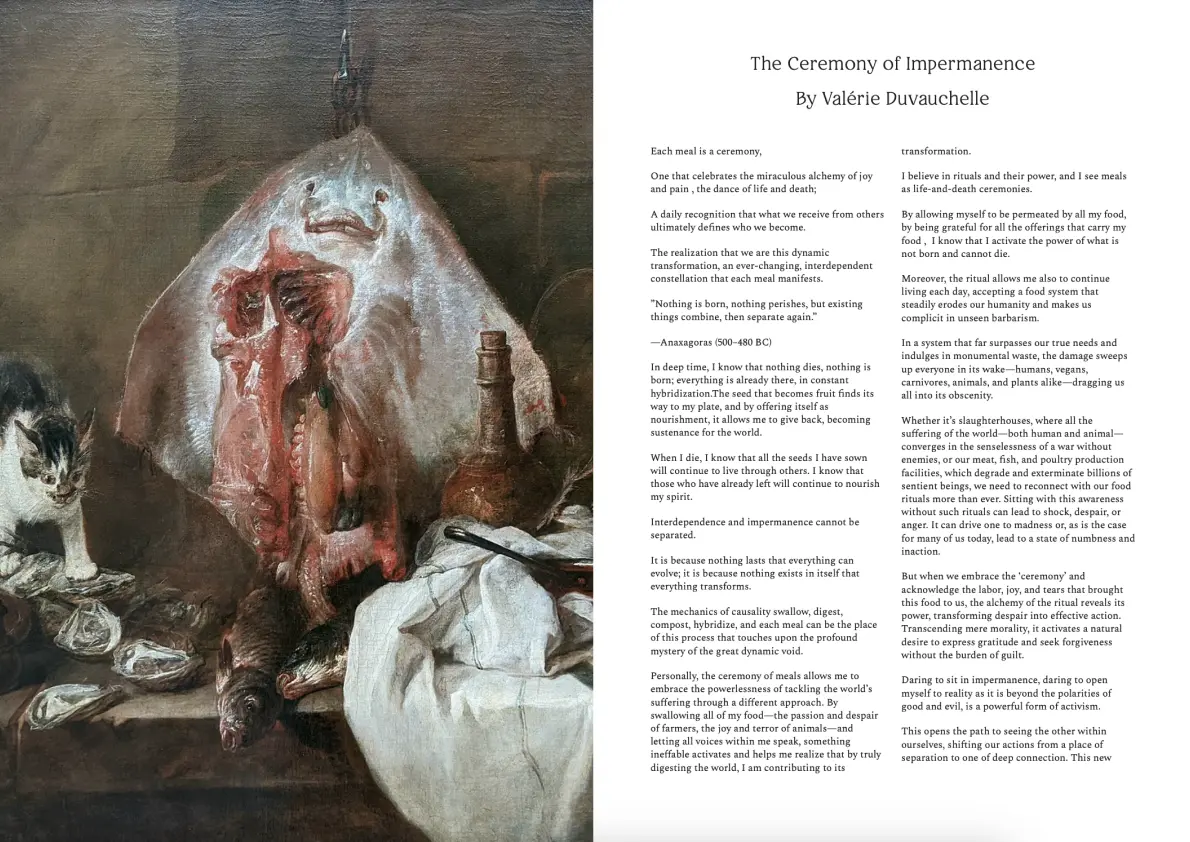 The Ceremony of Impermanence
By Valérie Duvauchelle
Each meal is a ceremony,
One that celebrates the miraculous alchemy of joy
and pain , the dance of life and death;
A daily recognition that what we receive from others
ultimately defines who we become.
The realization that we are this dynamic
transformation, an ever-changing, interdependent
constellation that each meal manifests.
"Nothing is born, nothing perishes, but existing
things combine, then separate again."
—Anaxagoras (500–480 BC)
In deep time, I know that nothing dies, nothing is
born; everything is already there, in constant
hybridization.The seed that becomes fruit finds its
way to my plate, and by offering itself as
nourishment, it allows me to give back, becoming
sustenance for the world.
When I die, I know that all the seeds I have sown
will continue to live through others. I know that
those who have already left will continue to nourish
my spirit.
Interdependence and impermanence cannot be
separated.
It is because nothing lasts that everything can
evolve; it is because nothing exists in itself that
everything transforms.
The mechanics of causality swallow, digest,
compost, hybridize, and each meal can be the place
of this process that touches upon the profound
mystery of the great dynamic void.
Personally, the ceremony of meals allows me to
embrace the powerlessness of tackling the world's
suffering through a different approach. By
swallowing all of my food—the passion and despair
of farmers, the joy and terror of animals—and
letting all voices within me speak, something
ineffable activates and helps me realize that by truly
digesting the world, I am contributing to its
transformation.
I believe in rituals and their power, and I see meals
as life-and-death ceremonies.
By allowing myself to be permeated by all my food,
by being grateful for all the offerings that carry my
food ,  I know that I activate the power of what is
not born and cannot die.
Moreover, the ritual allows me also to continue
living each day, accepting a food system that
steadily erodes our humanity and makes us
complicit in unseen barbarism.
In a system that far surpasses our true needs and
indulges in monumental waste, the damage sweeps
up everyone in its wake—humans, vegans,
carnivores, animals, and plants alike—dragging us
all into its obscenity.
Whether it's slaughterhouses, where all the
suffering of the world—both human and animal—
converges in the senselessness of a war without
enemies, or our meat, fish, and poultry production
facilities, which degrade and exterminate billions of
sentient beings, we need to reconnect with our food
rituals more than ever. Sitting with this awareness
without such rituals can lead to shock, despair, or
anger. It can drive one to madness or, as is the case
for many of us today, lead to a state of numbness and
inaction.
But when we embrace the 'ceremony' and
acknowledge the labor, joy, and tears that brought
this food to us, the alchemy of the ritual reveals its
power, transforming despair into effective action.
Transcending mere morality, it activates a natural
desire to express gratitude and seek forgiveness
without the burden of guilt.
Daring to sit in impermanence, daring to open
myself to reality as it is beyond the polarities of
good and evil, is a powerful form of activism.
This opens the path to seeing the other within
ourselves, shifting our actions from a place of
separation to one of deep connection. This new